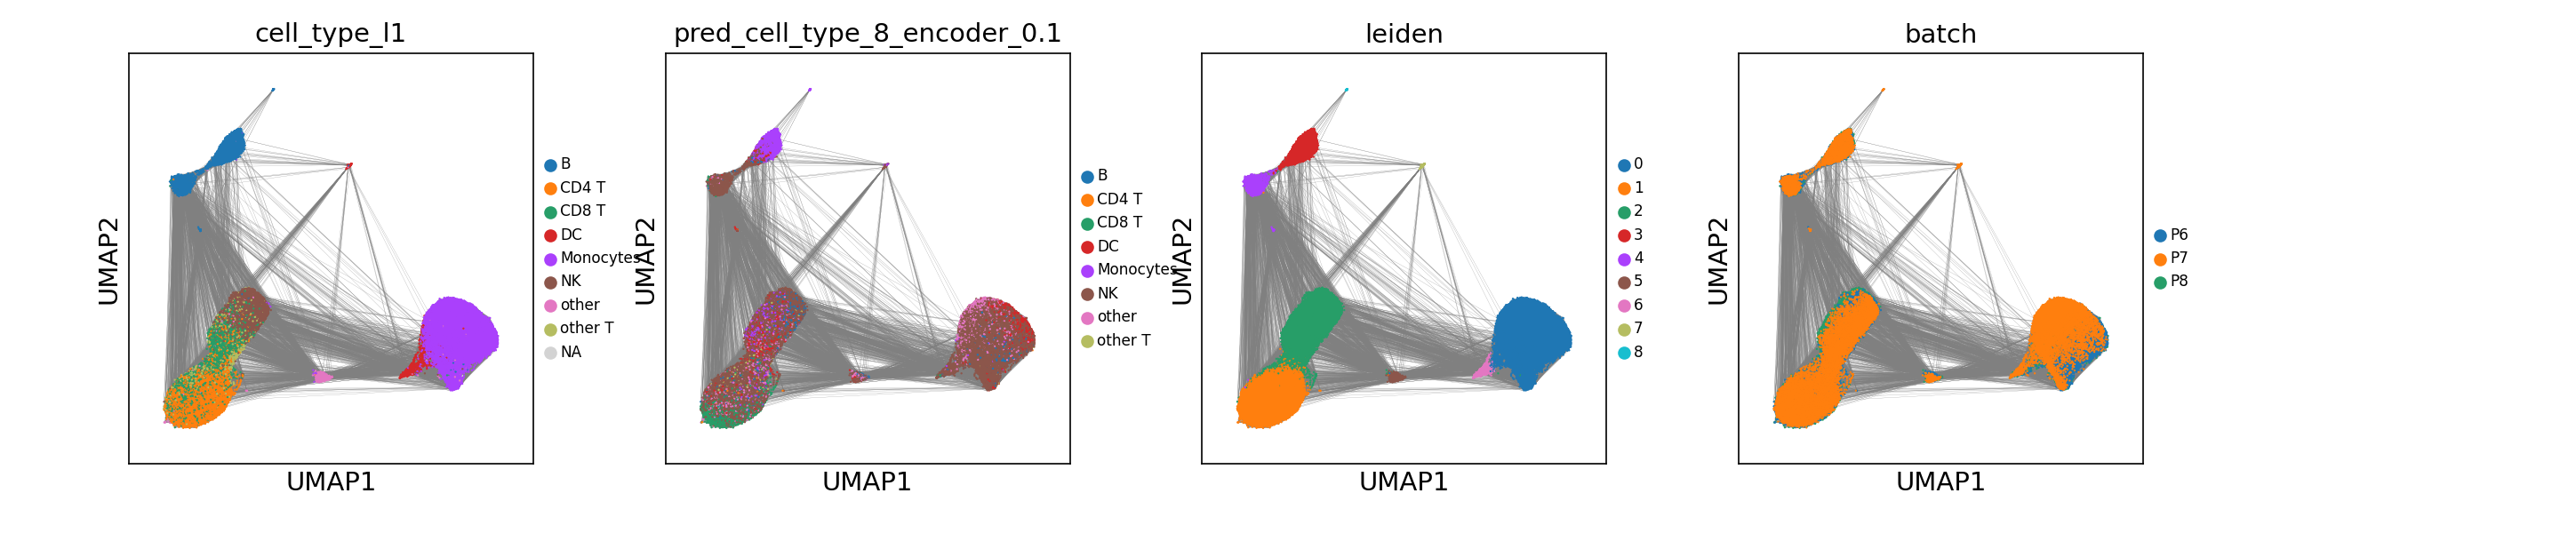 cell_type_l1
UMAP2
UMAP1
B
CD4 T
CD8 T
DC
Monocytes
NK
other
other T
NA
pred_cell_type_8_encoder_0.1
UMAP2
UMAP1
B
CD4 T
CD8 T
DC
Monocytes
NK
other
other T
leiden
UMAP2
UMAP1
0
1
2
3
4
5
6
7
8
batch
UMAP2
UMAP1
P6
P7
P8